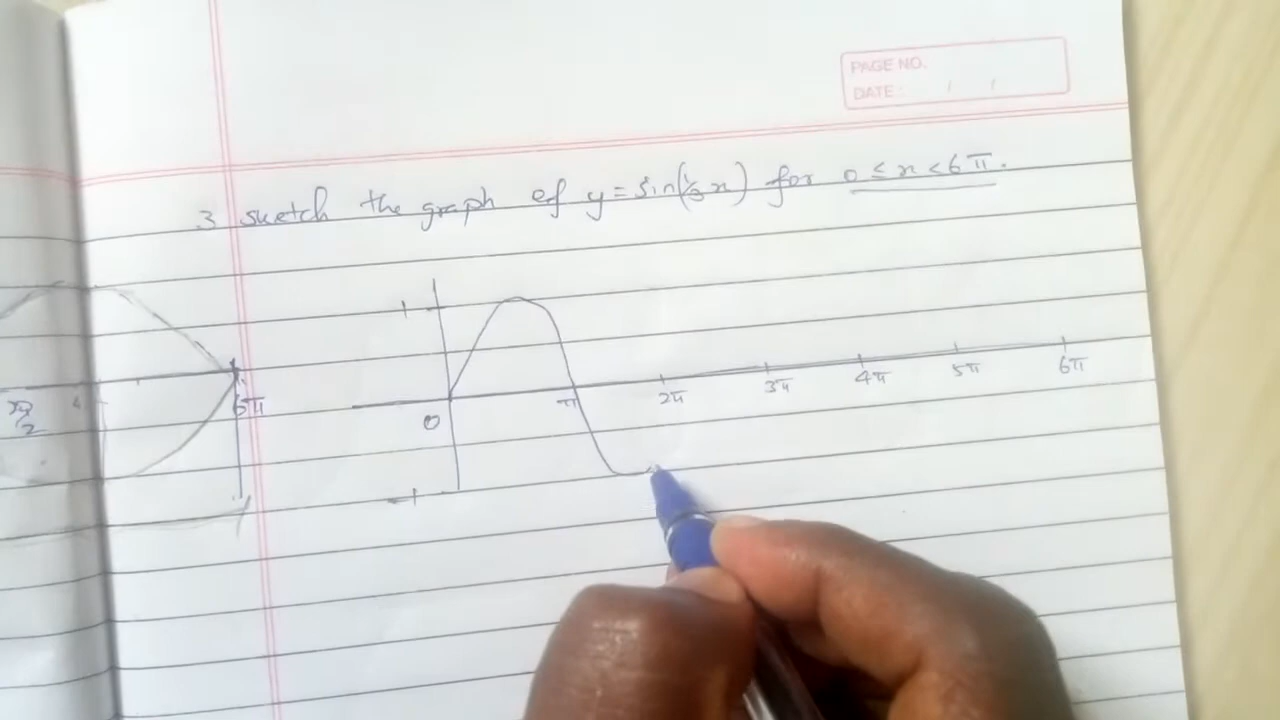 PAGE NO.
DATE: / /
3 sketch the graph of y = sin(1/3 x) for 0 ≤ x < 6π.
1
0 π 2π 3π 4π 5π 6π
-1
6π